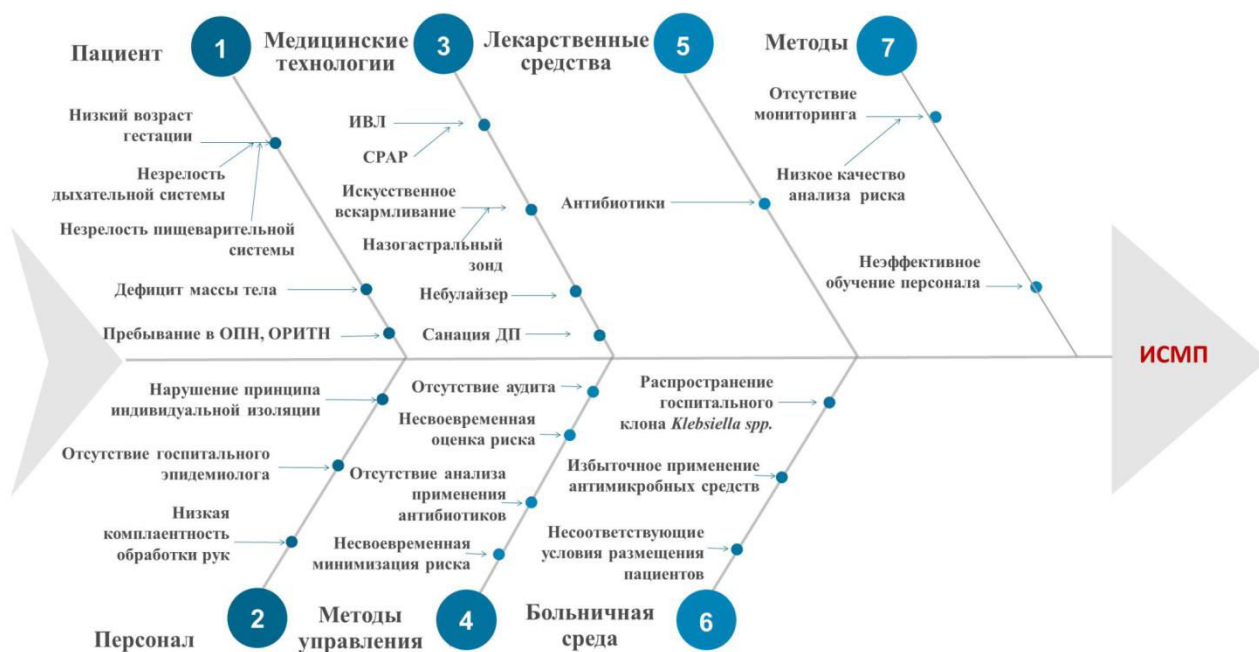 Пациент
1
Низкий возраст
гестации
Незрелость
дыхательной системы
Незрелость пищеварительной
системы
Дефицит массы тела
Пребывание в ОПН, ОРИТН
Медицинские
технологии
3
ИВЛ
СРАР
Искусственное
вскармливание
Назогастральный
зонд
Небулайзер
Санация ДП
Лекарственные
средства
5
Антибиотики
Методы
7
Отсутствие
мониторинга
Низкое качество
анализа риска
Неэффективное
обучение персонала
ИСМП
Нарушение принципа
индивидуальной изоляции
Отсутствие госпитального
эпидемиолога
Низкая
комплаентность
обработки рук
2
Персонал
Отсутствие аудита
Несвоевременная
оценка риска
Отсутствие анализа
применения
антибиотиков
Несвоевременная
минимизация риска
Методы
управления
4
Распространение
госпитального
клона Klebsiella spp.
Избыточное применение
антимикробных средств
Несоответствующие
условия размещения
пациентов
Больничная
среда
6